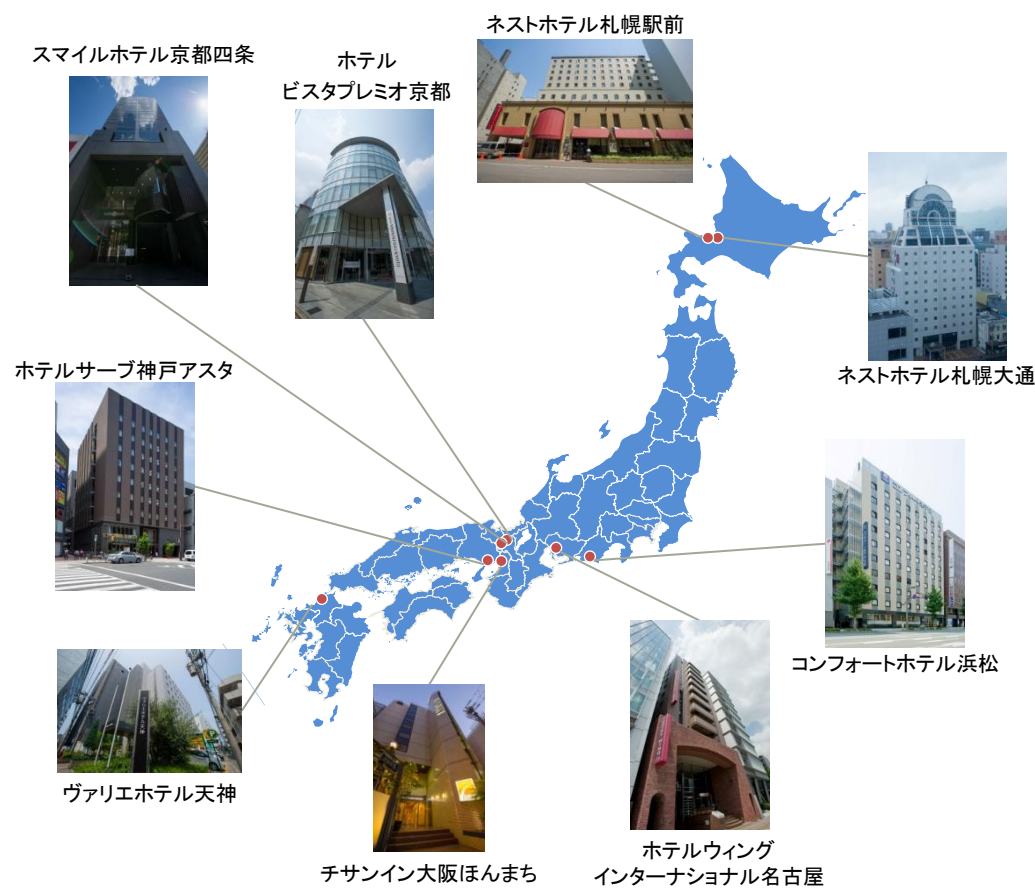 ネストホテル札幌駅前
スマイルホテル京都四条
ホテル
ビスタプレミオ京都
ネストホテル札幌大通
ホテルサーブ神戸アスタ
コンフォートホテル浜松
ヴァリエホテル天神
チサンイン大阪ほんまち
ホテルウィング
インターナショナル名古屋